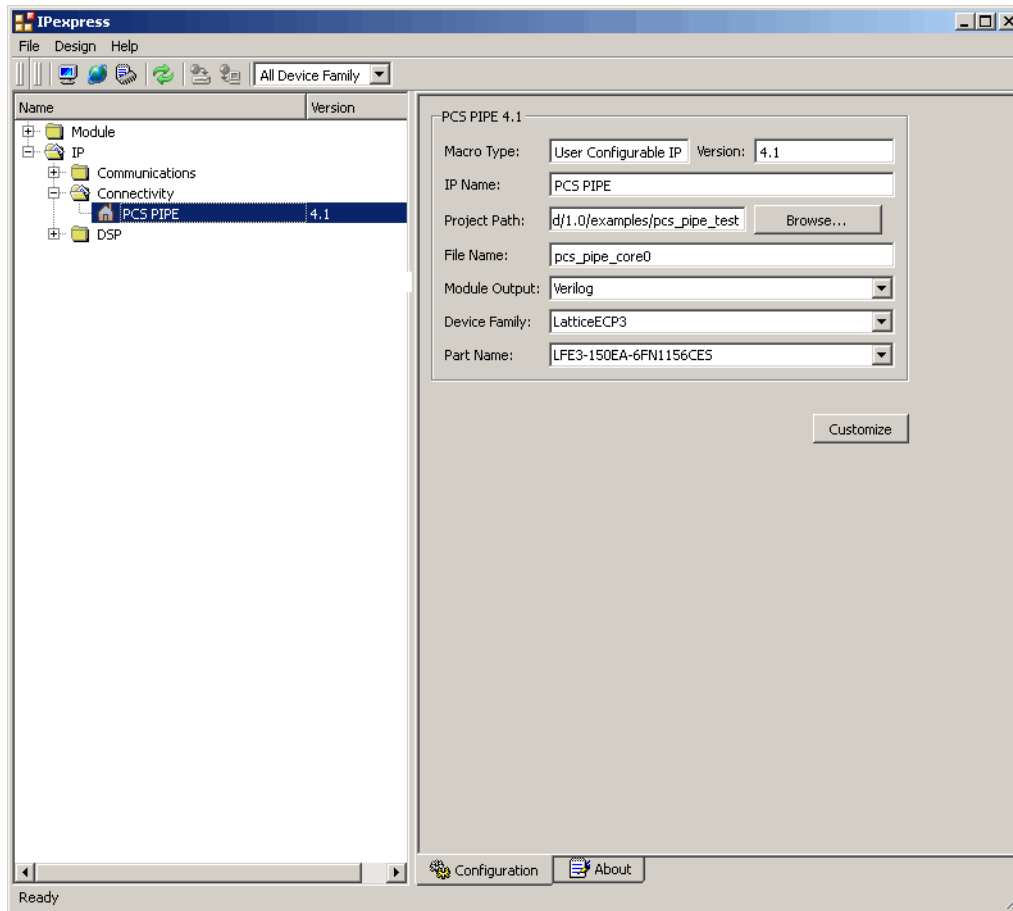 IPexpress
File Design Help
All Device Family
Name Version
Module
IP
Communications
Connectivity
PCS PIPE 4.1
DSP
PCS PIPE 4.1
Macro Type: User Configurable IP Version: 4.1
IP Name: PCS PIPE
Project Path: d/1.0/examples/pcs_pipe_test Browse...
File Name: pcs_pipe_core0
Module Output: Verilog
Device Family: LatticeECP3
Part Name: LFE3-150EA-6FN1156CES
Customize
Configuration About
Ready